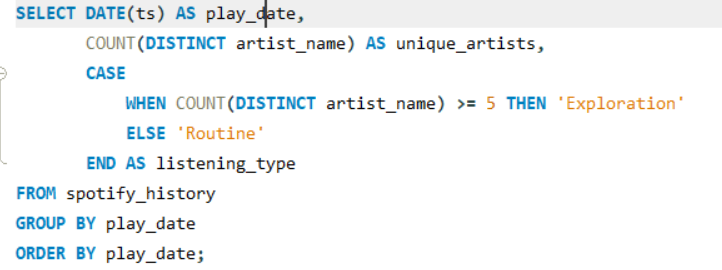 SELECT DATE(ts) AS play_date,
COUNT(DISTINCT artist_name) AS unique_artists,
CASE
WHEN COUNT(DISTINCT artist_name) >= 5 THEN 'Exploration'
ELSE 'Routine'
END AS listening_type
FROM spotify_history
GROUP BY play_date
ORDER BY play_date;